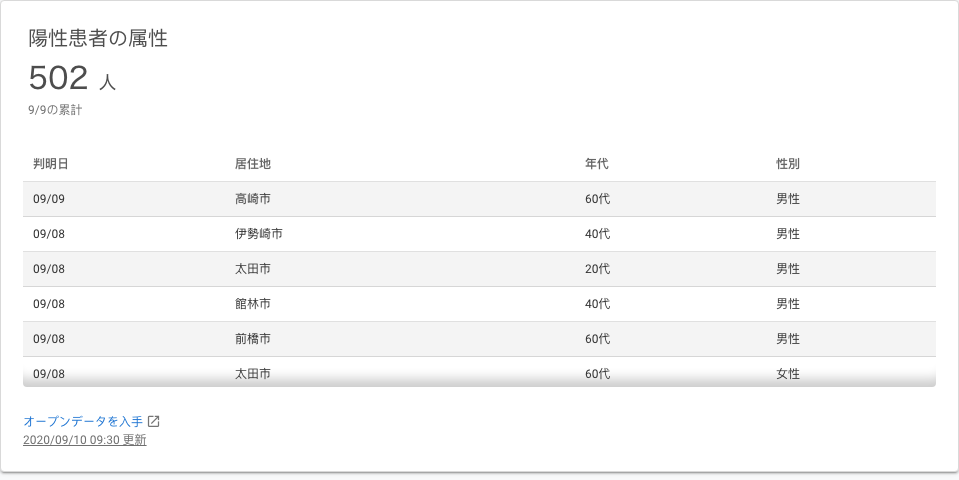 陽性患者の属性
502 人
9/9の累計
判明日 居住地 年代 性別
09/09 高崎市 60代 男性
09/08 伊勢崎市 40代 男性
09/08 太田市 20代 男性
09/08 館林市 40代 男性
09/08 前橋市 60代 男性
09/08 太田市 60代 女性
オープンデータを入手
2020/09/10 09:30 更新